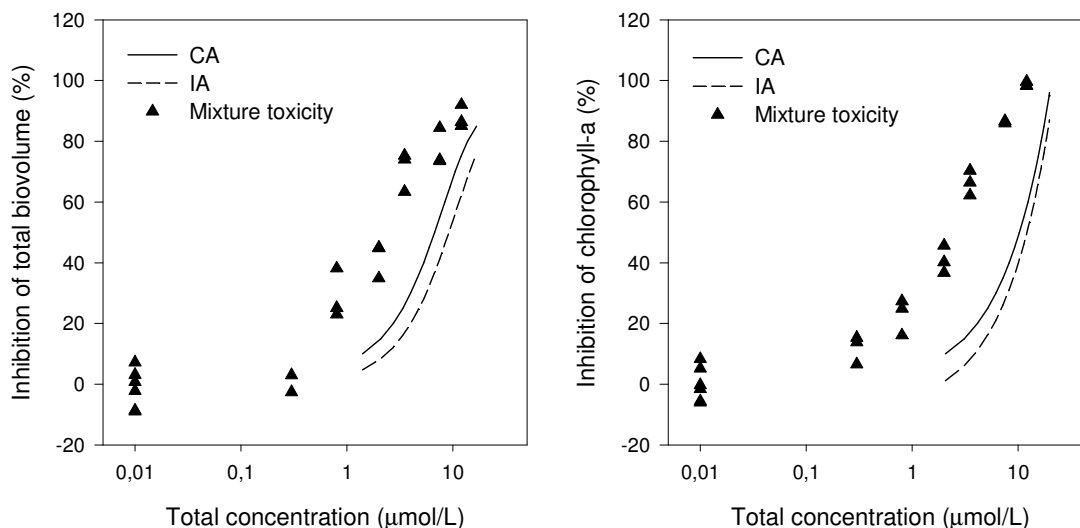 120
100
80
60
40
20
0
-20
Inhibition of total biovolume (%)
CA
IA
Mixture toxicity
0,01
0,1
1
10
Total concentration (μmol/L)
120
100
80
60
40
20
0
-20
Inhibition of chlorophyll-a (%)
CA
IA
Mixture toxicity
0,01
0,1
1
10
Total concentration (μmol/L)